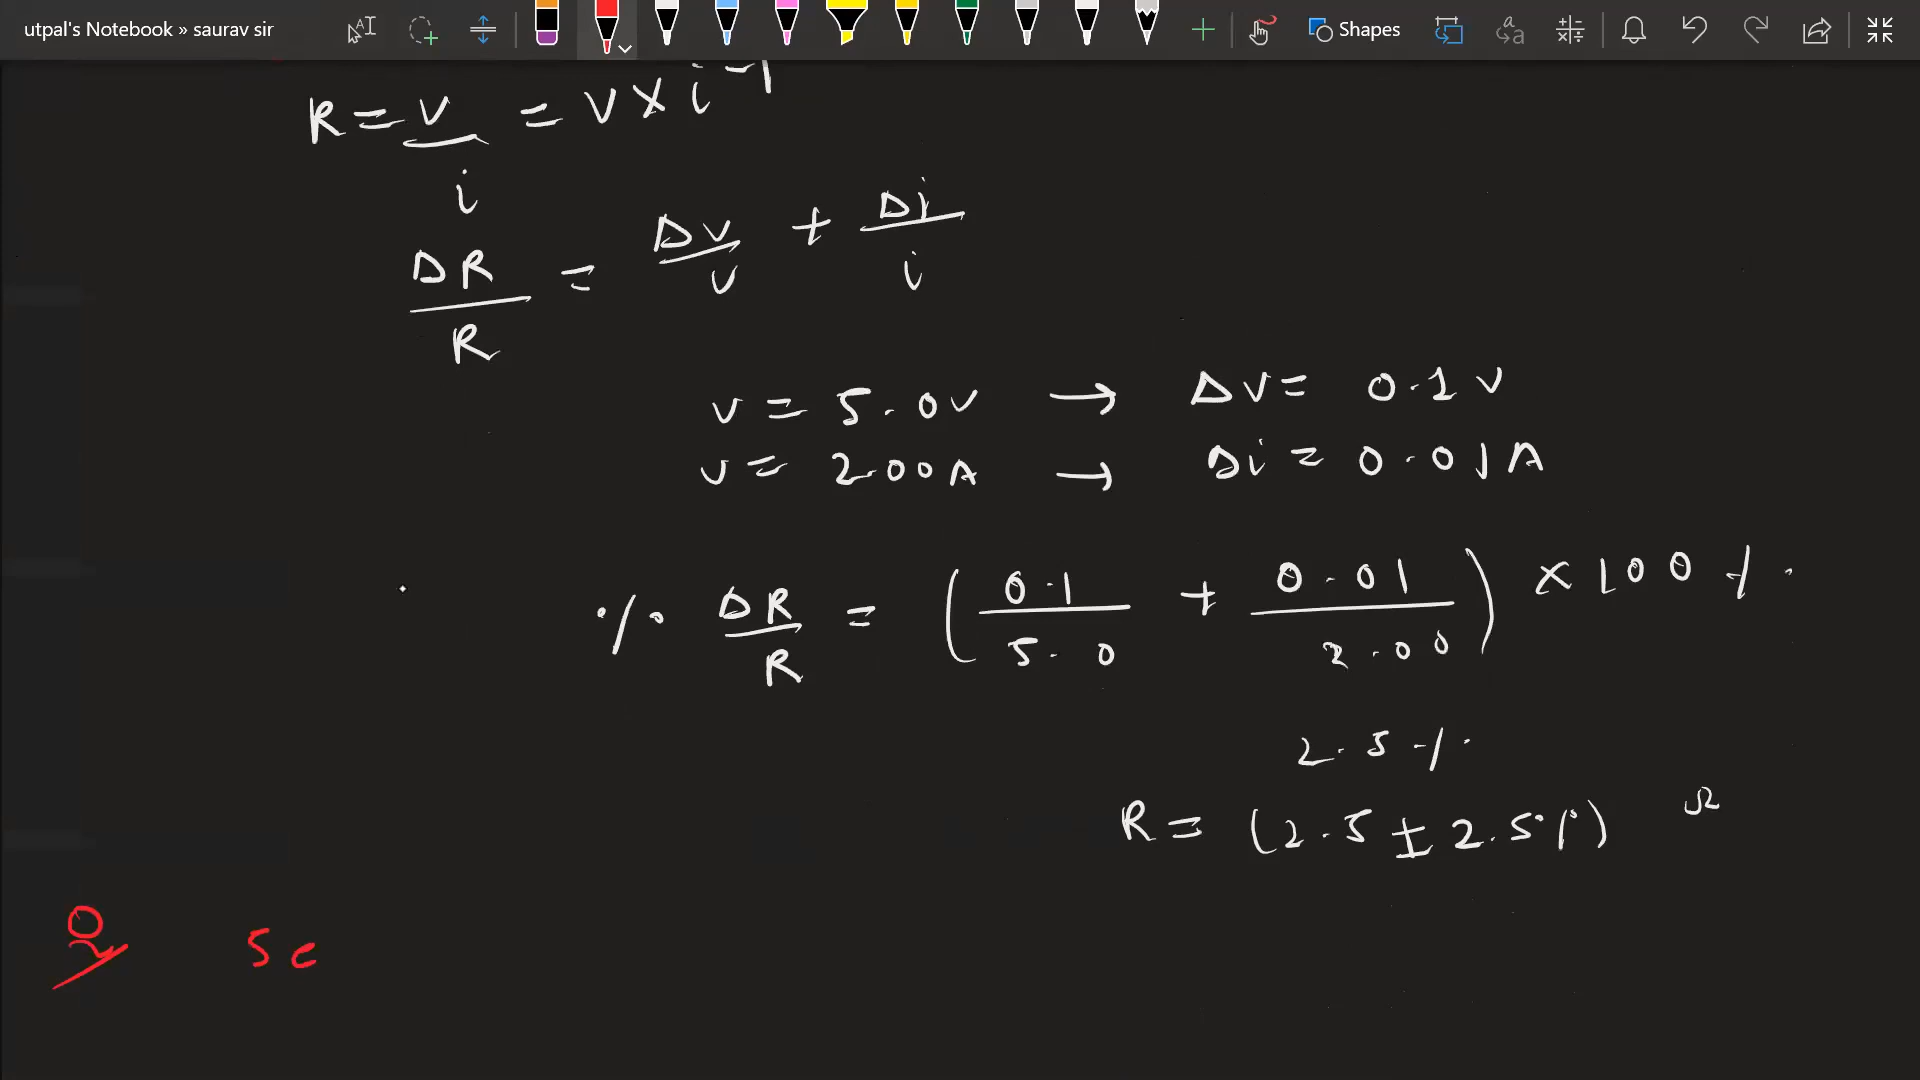 utpal's Notebook » saurav sir
Shapes
R = v/i = v × i⁻¹
ΔR/R = Δv/v + Δi/i
v = 5.0v → Δv = 0.1v
v = 2.00A → Δi = 0.01A
% ΔR/R = (0.1/5.0 + 0.01/2.00) × 100%
2.5%
R = (2.5 ± 2.5%) Ω
Q Se